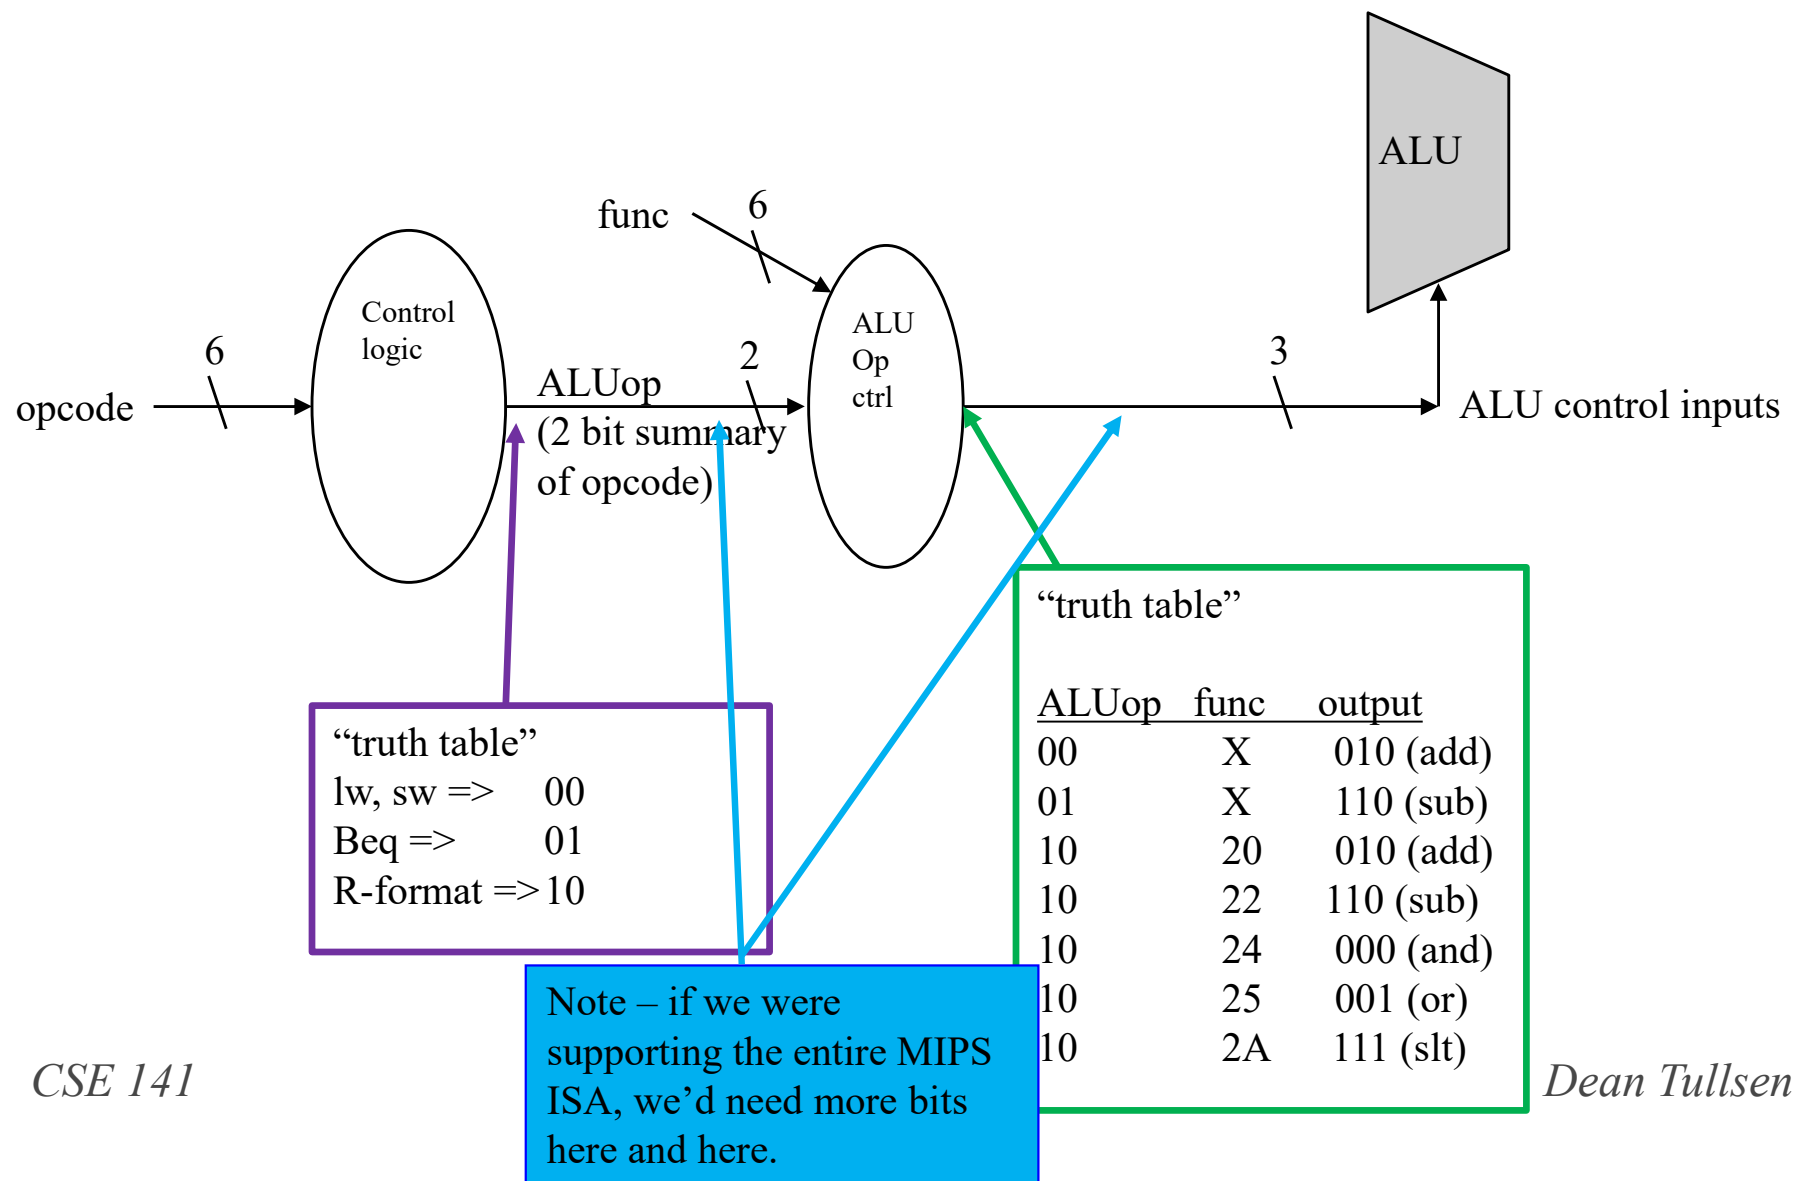 ALU
func
6
Control
logic
ALU
Op
ctrl
6
2
3
opcode
ALUop
(2 bit summary
of opcode)
ALU control inputs
“truth table”
lw, sw => 00
Beq => 01
R-format => 10
“truth table”
ALUop func output
00 X 010 (add)
01 X 110 (sub)
10 20 010 (add)
10 22 110 (sub)
10 24 000 (and)
10 25 001 (or)
10 2A 111 (slt)
Note – if we were
supporting the entire MIPS
ISA, we’d need more bits
here and here.
CSE 141
Dean Tullsen